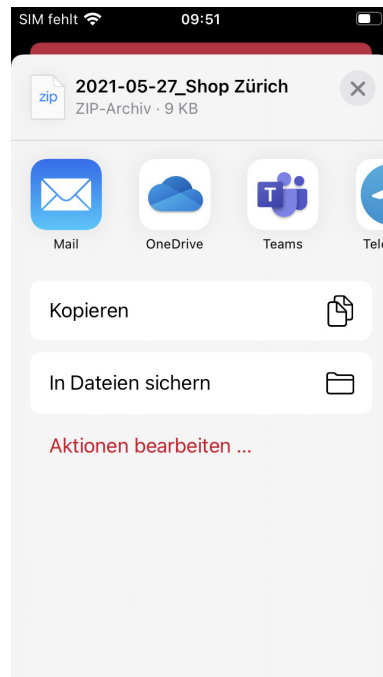 SIM fehlt 09:51
zip
2021-05-27_Shop Zürich
ZIP-Archiv · 9 KB
Mail OneDrive Teams Tele
Kopieren
In Dateien sichern
Aktionen bearbeiten ...